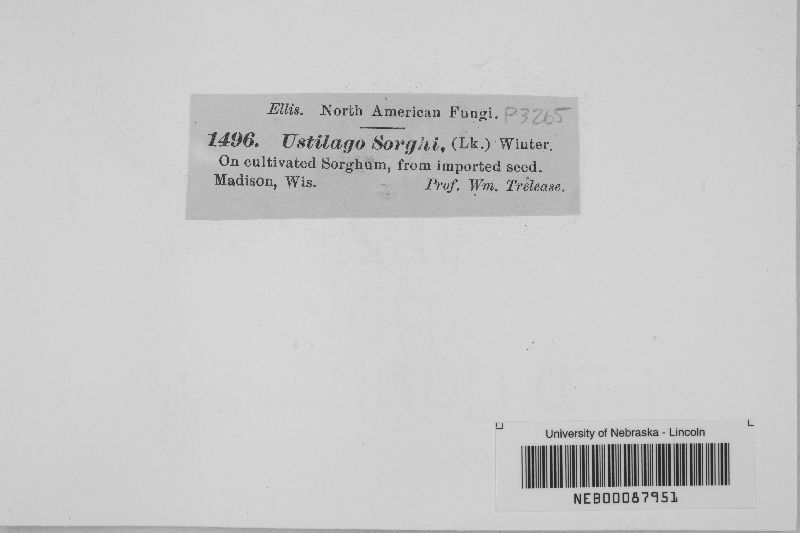 Ellis. North American Fungi. P3265
1496. Ustilago Sorghi, (Lk.) Winter.
On cultivated Sorghum, from imported seed.
Madison, Wis. Prof. Wm. Trelease.
University of Nebraska - Lincoln
NEB00087951